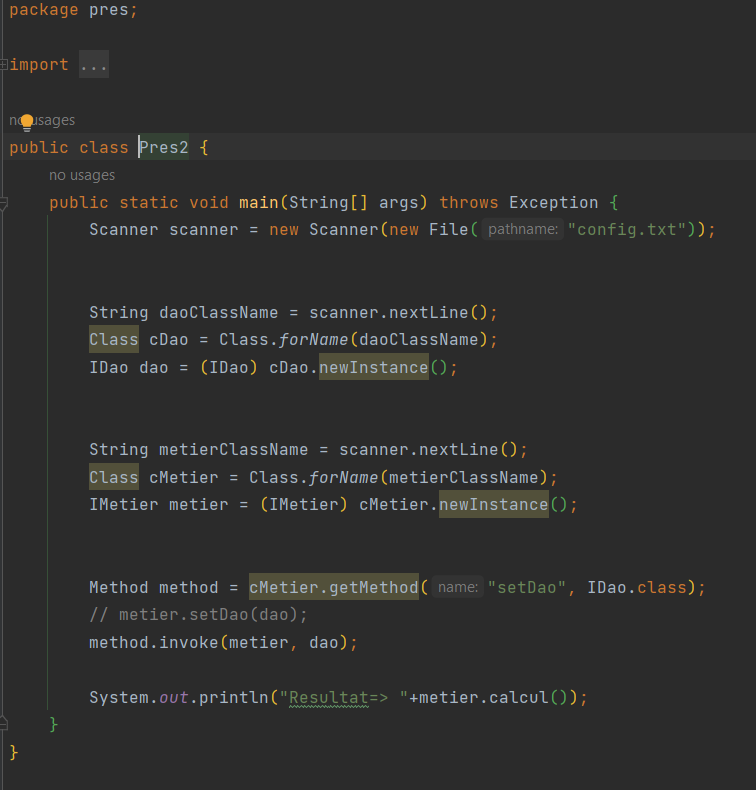 package pres;
import ...
no usages
public class Pres2 {
no usages
public static void main(String[] args) throws Exception {
Scanner scanner = new Scanner(new File( pathname: "config.txt"));
String daoClassName = scanner.nextLine();
Class cDao = Class.forName(daoClassName);
IDao dao = (IDao) cDao.newInstance();
String metierClassName = scanner.nextLine();
Class cMetier = Class.forName(metierClassName);
IMetier metier = (IMetier) cMetier.newInstance();
Method method = cMetier.getMethod( name: "setDao", IDao.class);
// metier.setDao(dao);
method.invoke(metier, dao);
System.out.println("Resultat=> "+metier.calcul());
}
}